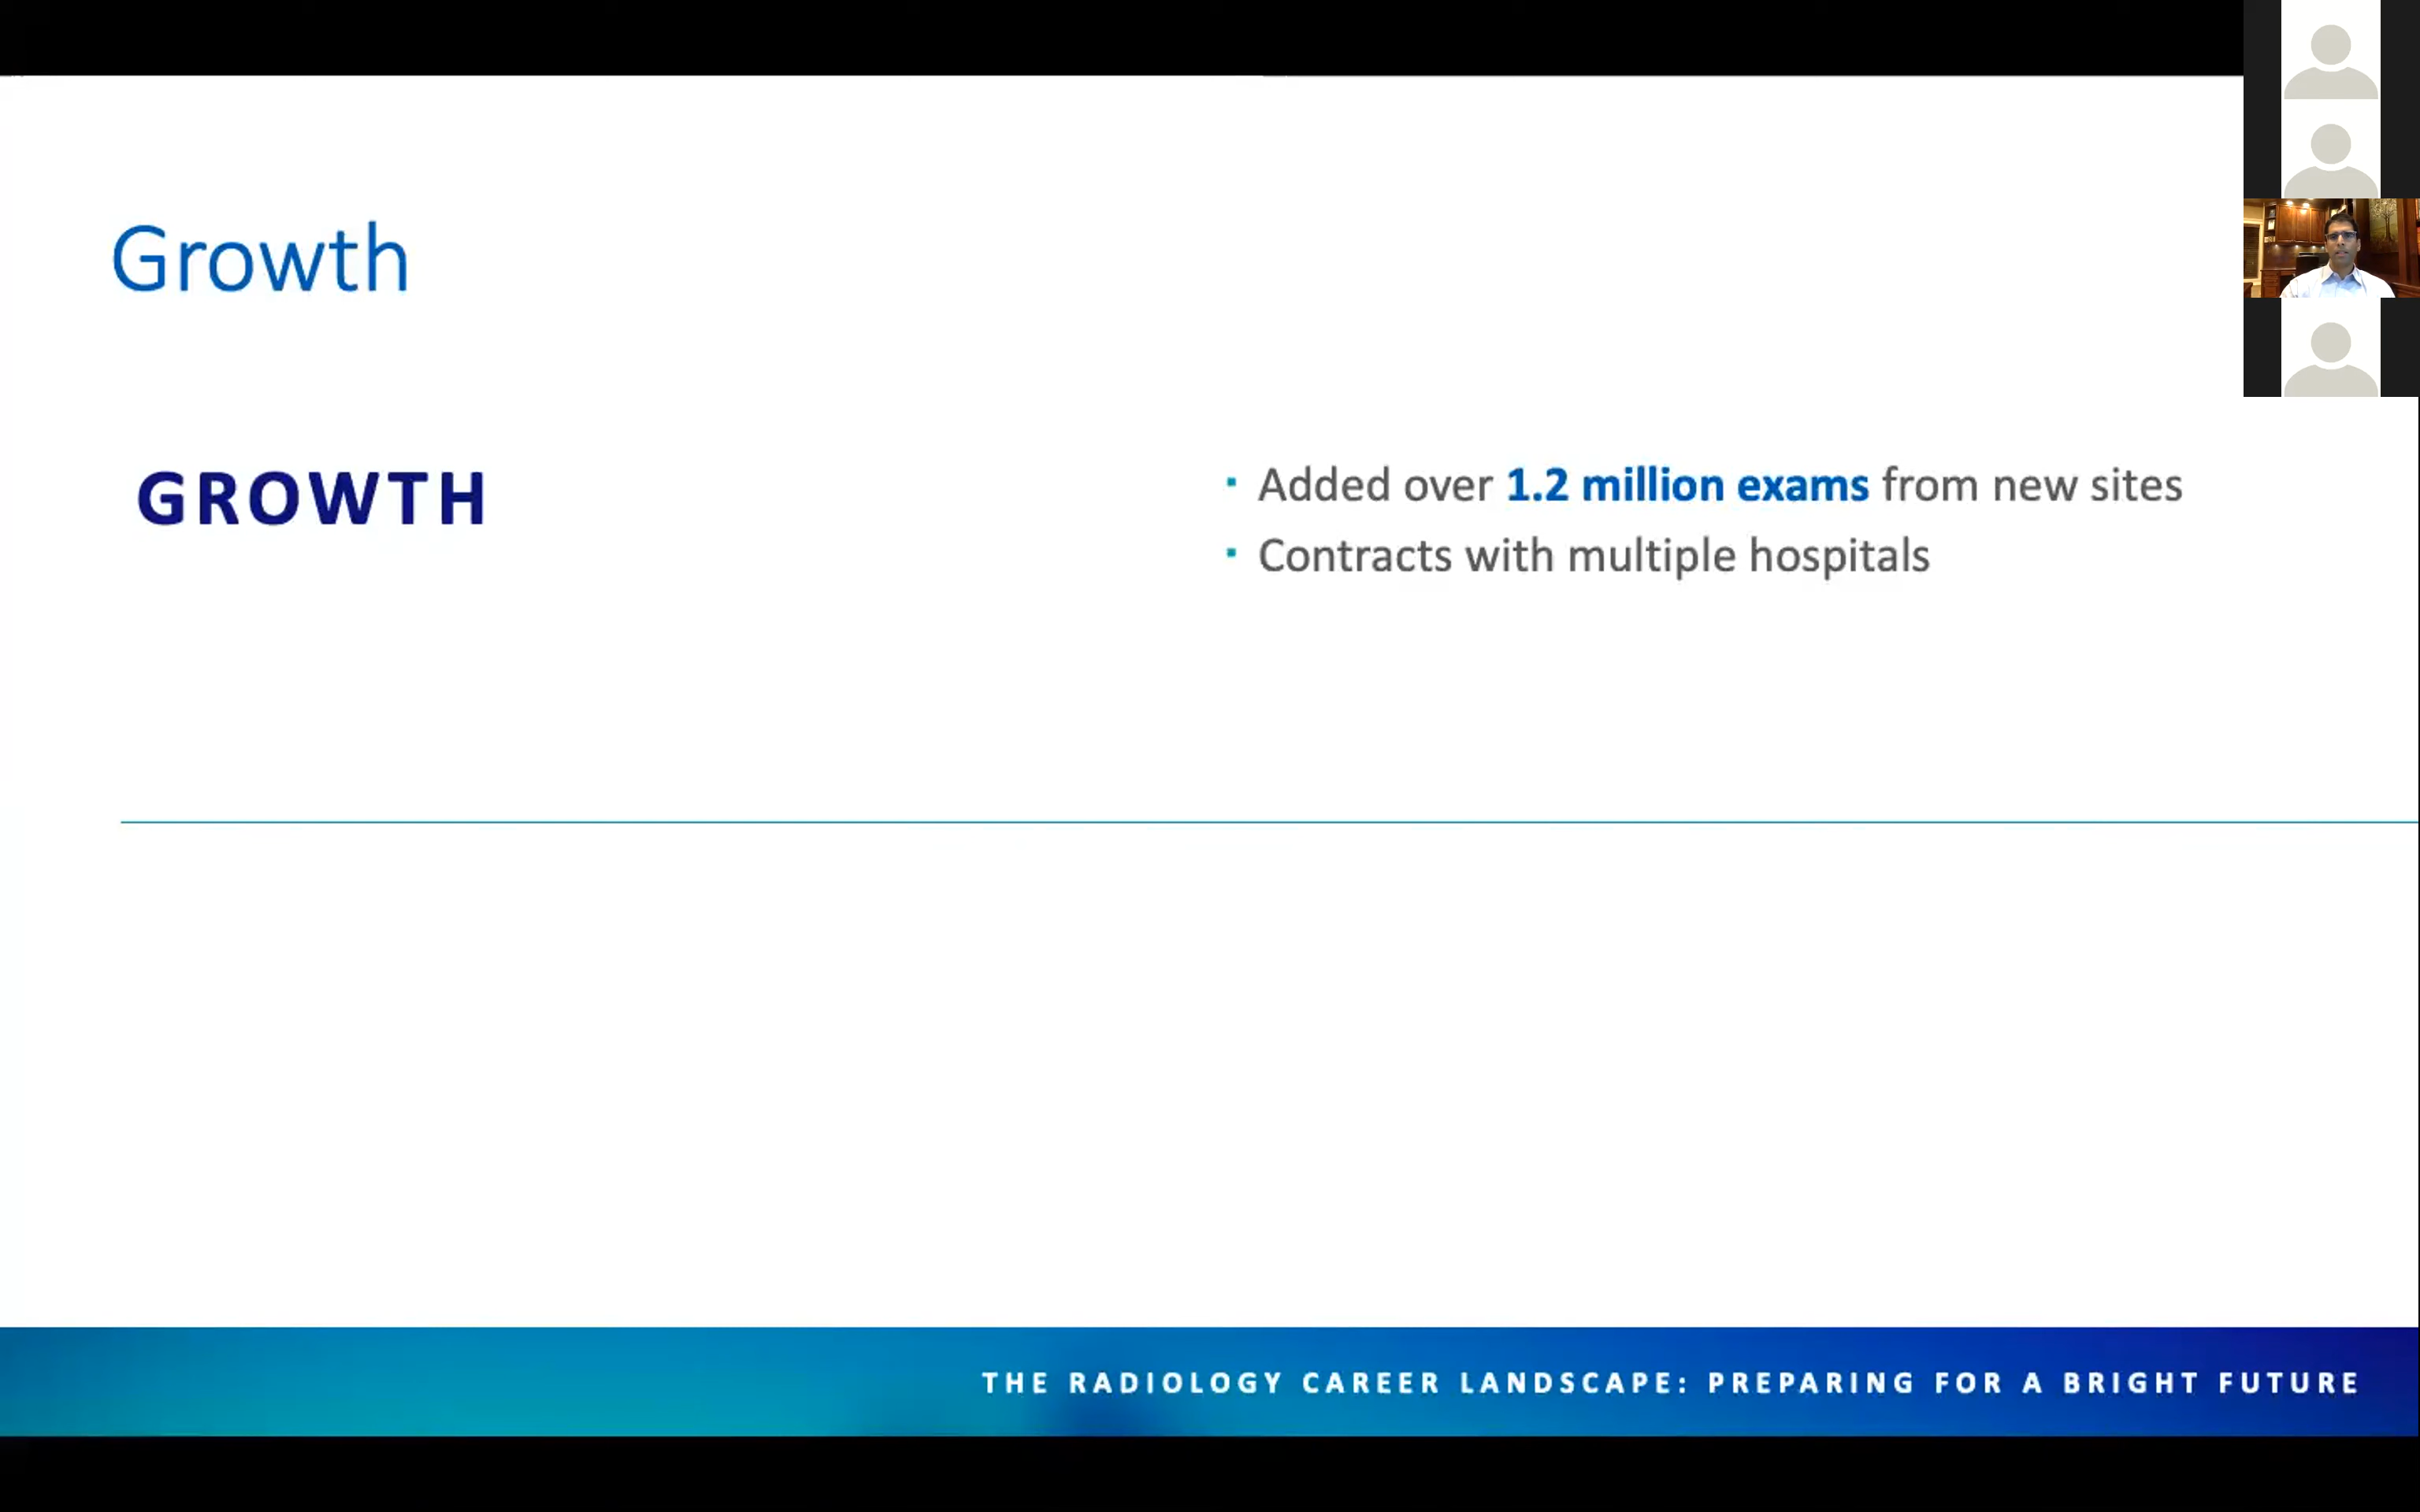 Growth
GROWTH
▪ Added over 1.2 million exams from new sites
▪ Contracts with multiple hospitals
THE RADIOLOGY CAREER LANDSCAPE: PREPARING FOR A BRIGHT FUTURE